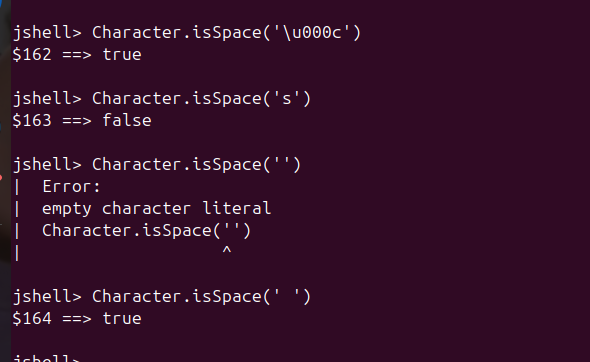 jshell> Character.isSpace('\u000c')
$162 ==> true
jshell> Character.isSpace('s')
$163 ==> false
jshell> Character.isSpace('')
| Error:
| empty character literal
| Character.isSpace('')
| ^
jshell> Character.isSpace(' ')
$164 ==> true
jshell>